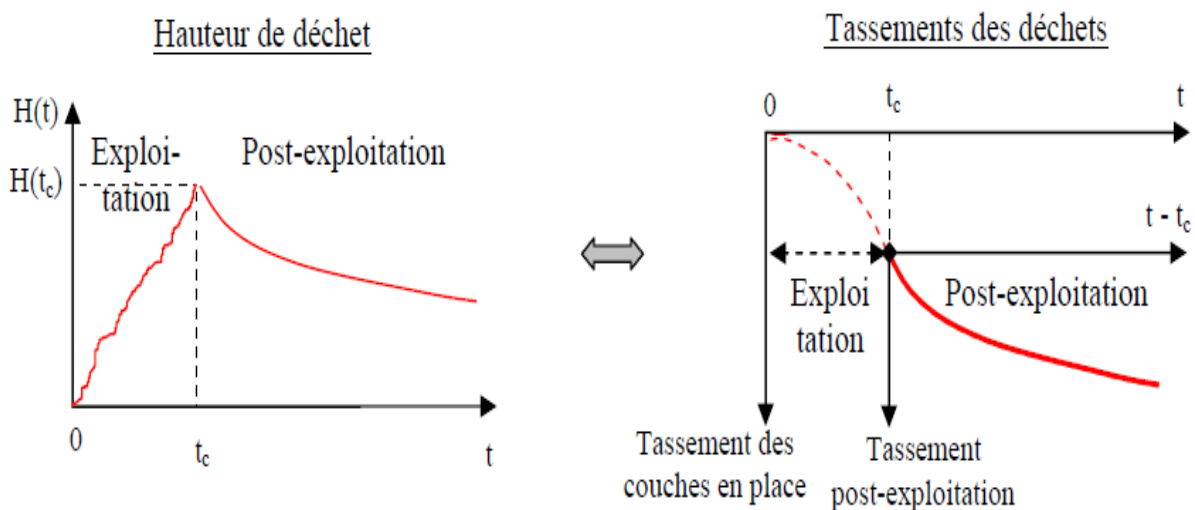 Hauteur de déchet
H(t)
Exploi-
tation
Post-exploitation
H(tc)
0
tc
t
Tassements des déchets
0
tc
t
t - tc
Exploi
tation
Post-exploitation
Tassement des
couches en place
Tassement
post-exploitation